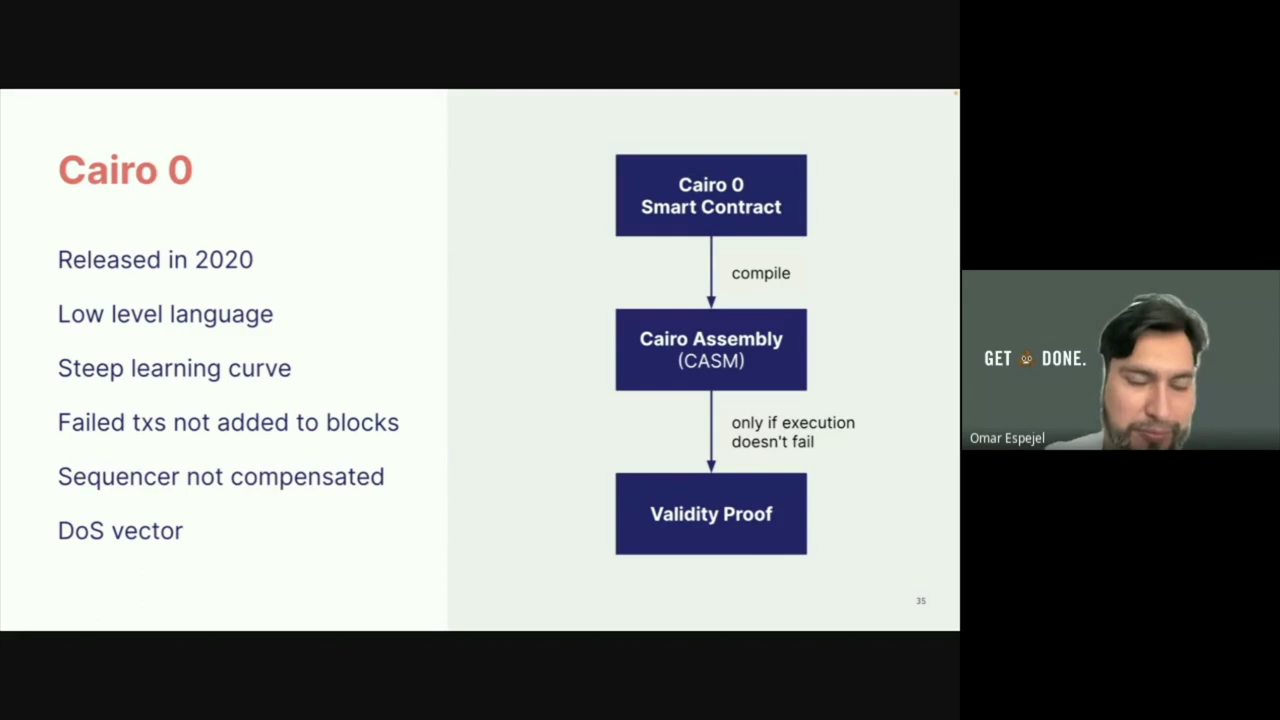 Cairo 0
Released in 2020
Low level language
Steep learning curve
Failed txs not added to blocks
Sequencer not compensated
DoS vector
Cairo 0
Smart Contract
compile
Cairo Assembly
(CASM)
only if execution
doesn't fail
Validity Proof
35
GET 💩 DONE.
Omar Espejel